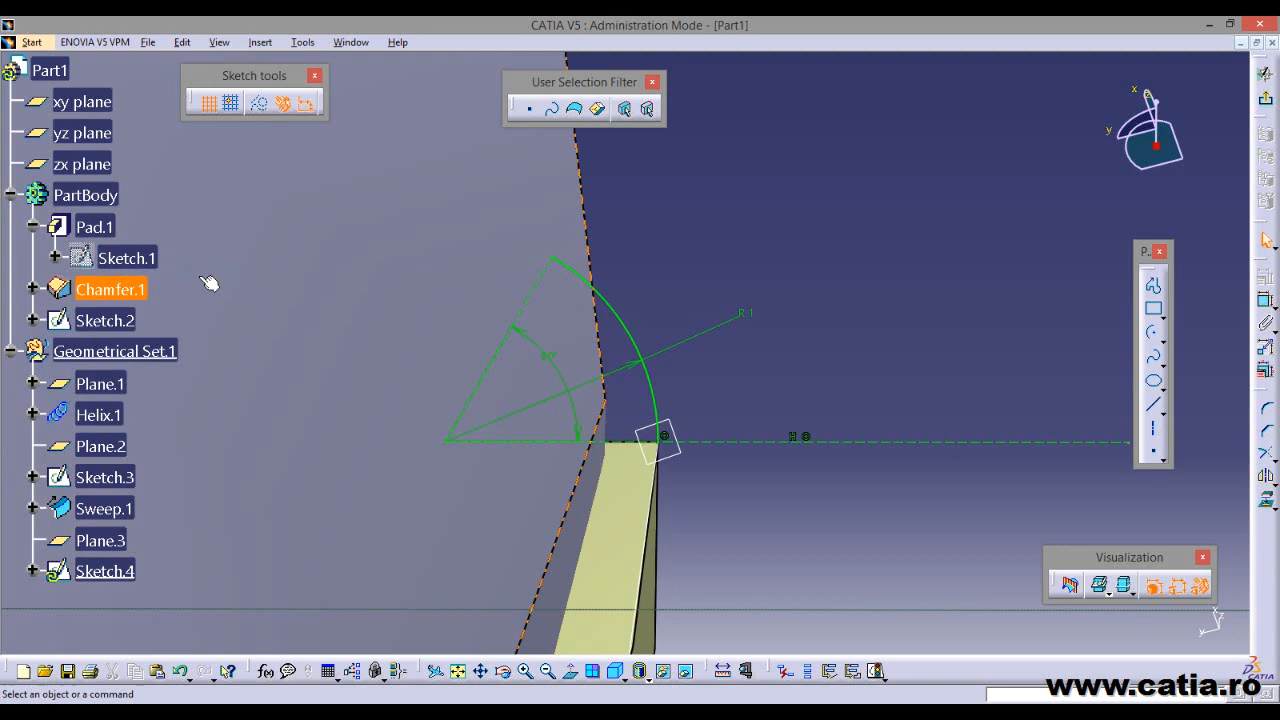 CATIA V5 : Administration Mode - [Part1]
Start ENOVIA V5 VPM File Edit View Insert Tools Window Help
Part1
xy plane
yz plane
zx plane
PartBody
Pad.1
Sketch.1
Chamfer.1
Sketch.2
Geometrical Set.1
Plane.1
Helix.1
Plane.2
Sketch.3
Sweep.1
Plane.3
Sketch.4
Sketch tools
User Selection Filter
x
y
P..
R 1
H
Visualization
f(x)
Select an object or a command
CATIA
www.catia.ro